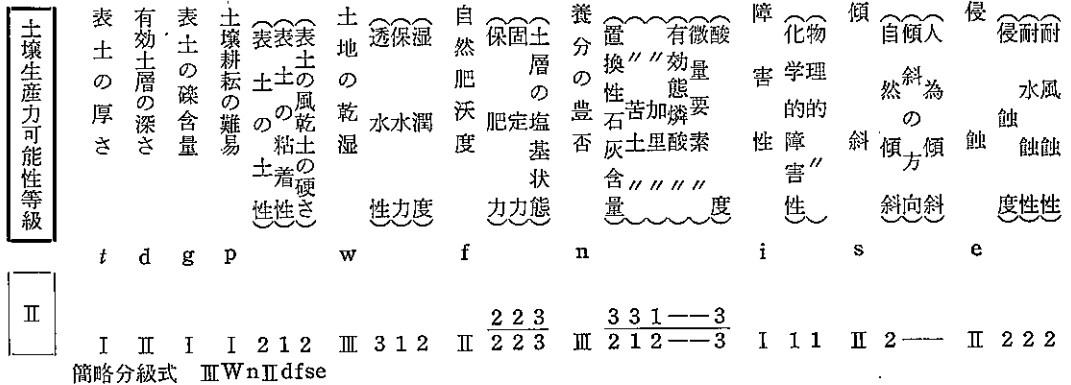 土壌生産力可能性等級
表土の厚さ
有効土層の深さ
表土の礫含量
土壌耕耘の難易
（表土の土性）
（表土の粘着性）
（表土の風乾土の硬さ）
土地の乾湿
（透水性）
（保水力）
（湿潤度）
自然肥沃度
（保肥力）
（固定力）
（土層の塩基状態）
養分の豊否
（置換性石灰含量）
（〃苦土〃）
（〃加里〃）
（有効態燐酸〃）
（微量要素〃）
（酸度）
障害性
（化学的障害性）
（物理的〃）
傾斜
（自然傾斜）
（傾斜の方向）
（人為傾斜）
侵蝕
（侵蝕度）
（耐水蝕性）
（耐風蝕性）
t d g p w f n i s e
Ⅱ
2 2 3 3 3 1 — — 3
Ⅰ Ⅱ Ⅰ Ⅰ 2 1 2 Ⅲ 3 1 2 Ⅱ 2 2 3 Ⅲ 2 1 2 — — 3 Ⅰ 1 1 Ⅱ 2 — — Ⅱ 2 2 2
簡略分級式 ⅢWnⅡdfse